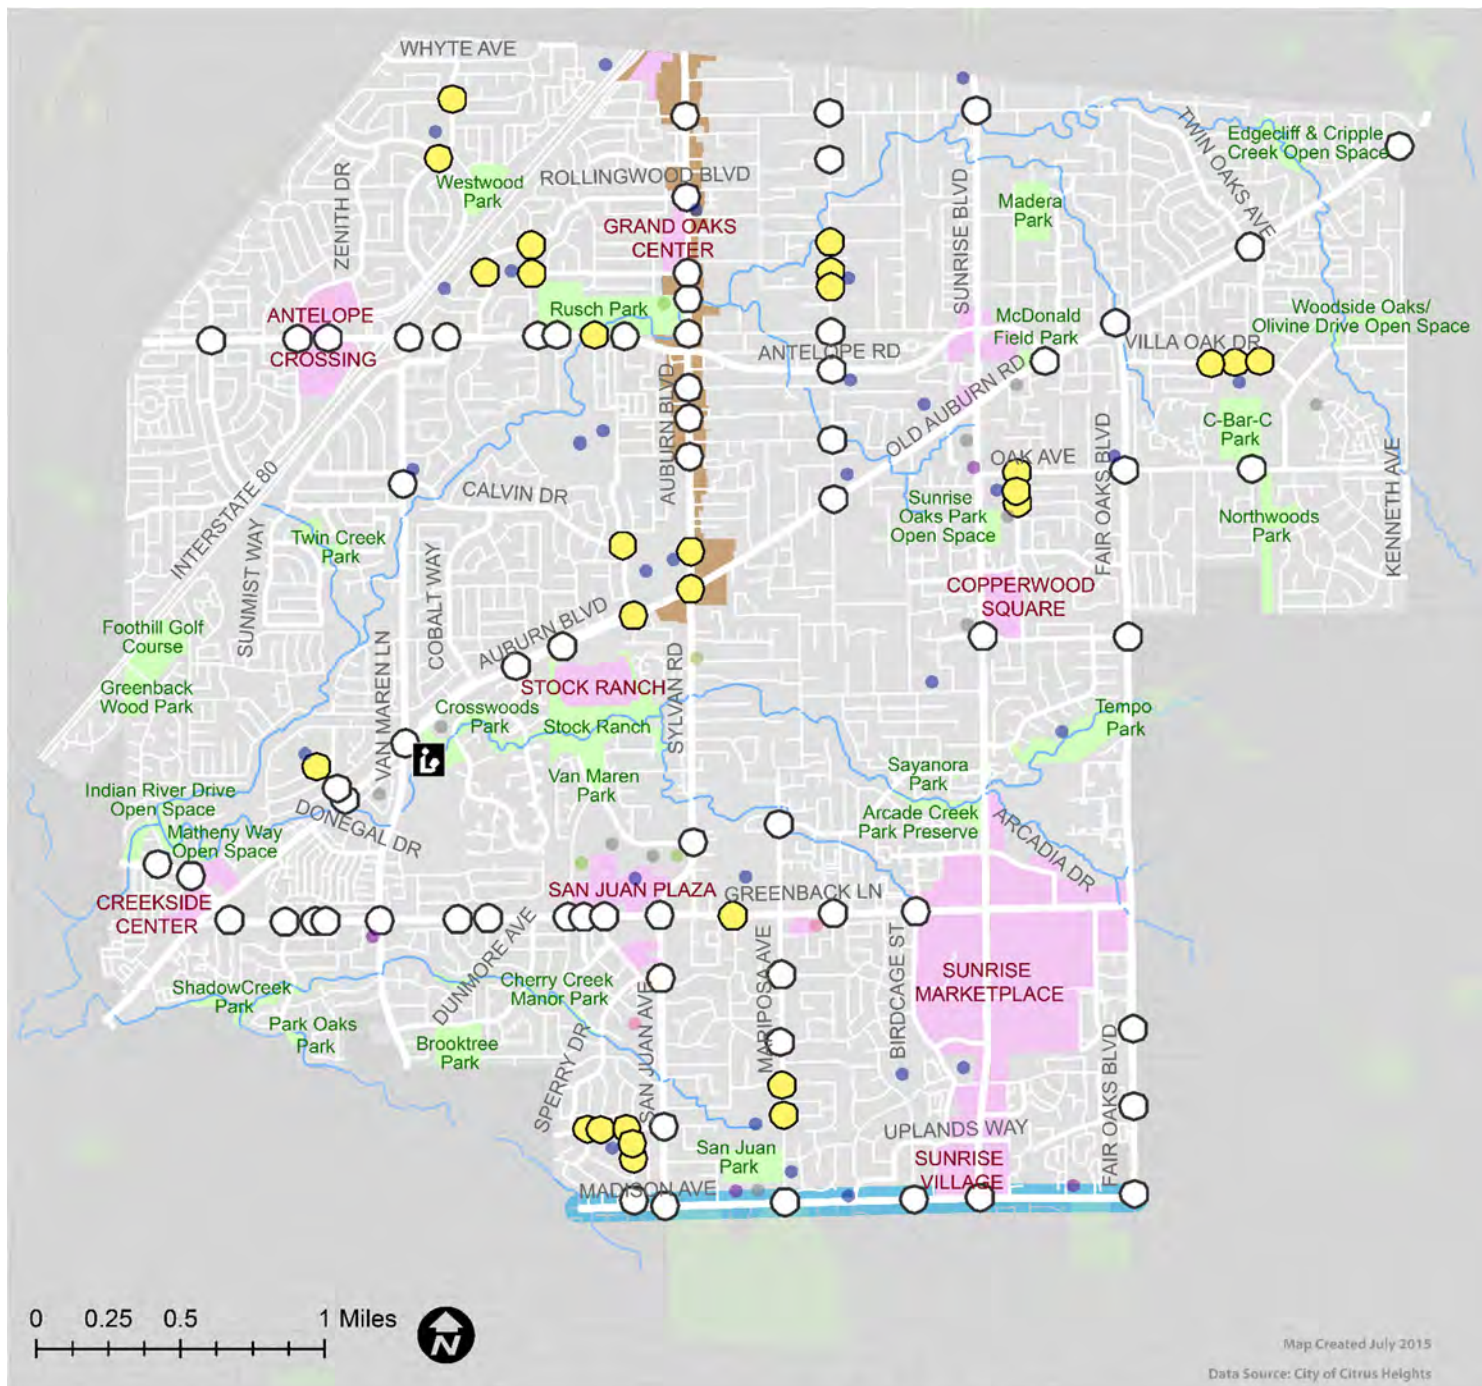 WHYTE AVE
TWIN OAKS AVE
Edgecliff & Cripple
Creek Open Space
ZENITH DR
Westwood
Park
ROLLINGWOOD BLVD
SUNRISE BLVD
Madera
Park
GRAND OAKS
CENTER
ANTELOPE
CROSSING
Rusch Park
ANTELOPE RD
McDonald
Field Park
Woodside Oaks/
Olivine Drive Open Space
VILLA OAK DR
AUBURN BLVD
OLD AUBURN RD
C-Bar-C
Park
FAIR OAKS BLVD
OAK AVE
KENNETH AVE
INTERSTATE 80
CALVIN DR
Sunrise
Oaks Park
Open Space
Northwoods
Park
Twin Creek
Park
SUNMIST WAY
COBALT WAY
COPPERWOOD
SQUARE
Foothill Golf
Course
AUBURN BLVD
VAN MAREN LN
SYLVAN RD
STOCK RANCH
Greenback
Wood Park
Crosswoods
Park
Stock Ranch
Tempo
Park
Van Maren
Park
Sayanora
Park
Indian River Drive
Open Space
Matheny Way
Open Space
DONEGAL DR
Arcade Creek
Park Preserve
ARCADIA DR
CREEKSIDE
CENTER
SAN JUAN PLAZA
GREENBACK LN
DUNMORE AVE
MARIPOSA AVE
BIRDCAGE ST
SUNRISE
MARKETPLACE
ShadowCreek
Park
Cherry Creek
Manor Park
Park Oaks
Park
Brooktree
Park
SPERRY DR
SAN JUAN AVE
FAIR OAKS BLVD
San Juan
Park
UPLANDS WAY
SUNRISE
VILLAGE
MADISON AVE
0 0.25 0.5 1 Miles
N
Map Created July 2015
Data Source: City of Citrus Heights